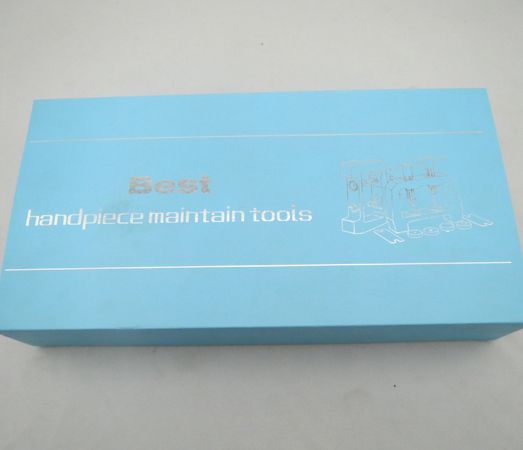 Best
handpiece maintain tools